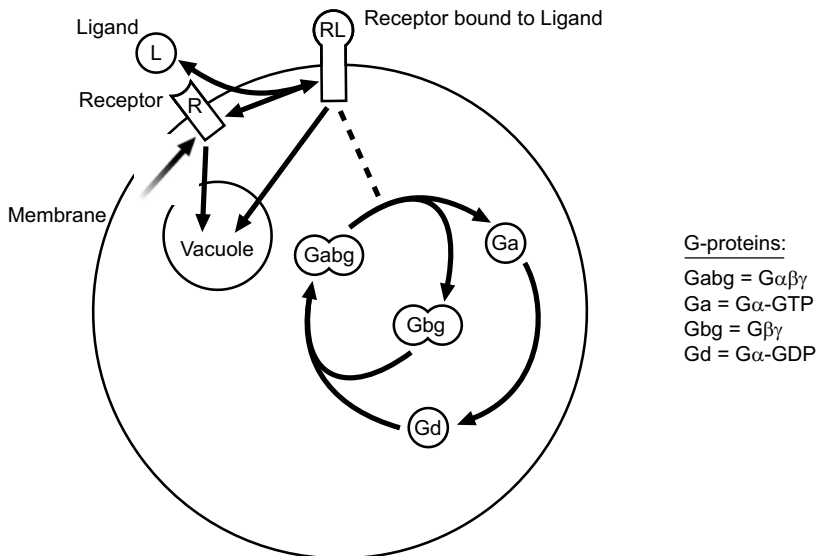 Ligand
L
RL
Receptor bound to Ligand
Receptor
R
Membrane
Vacuole
Gabg
Ga
Gbg
Gd
G-proteins:
Gabg = Gαβγ
Ga = Gα-GTP
Gbg = Gβγ
Gd = Gα-GDP